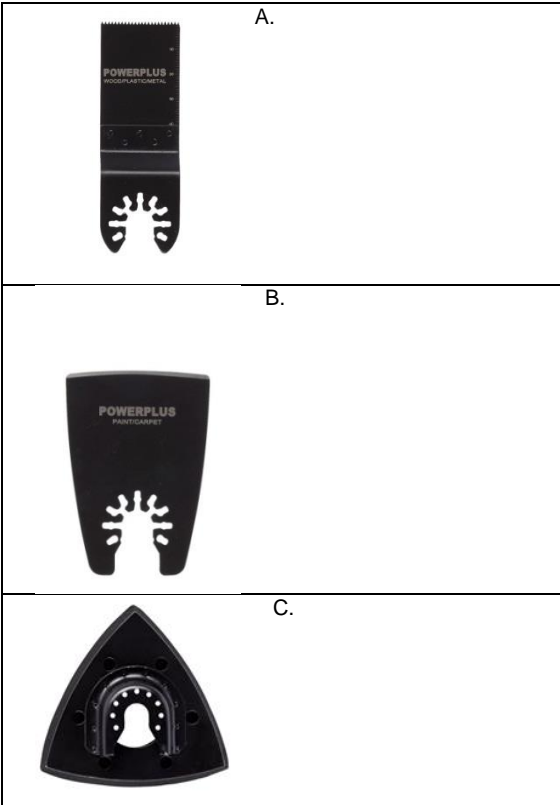 A.
POWERPLUS
WOOD/PLASTIC/METAL
B.
POWERPLUS
PAINT/CARPET
C.